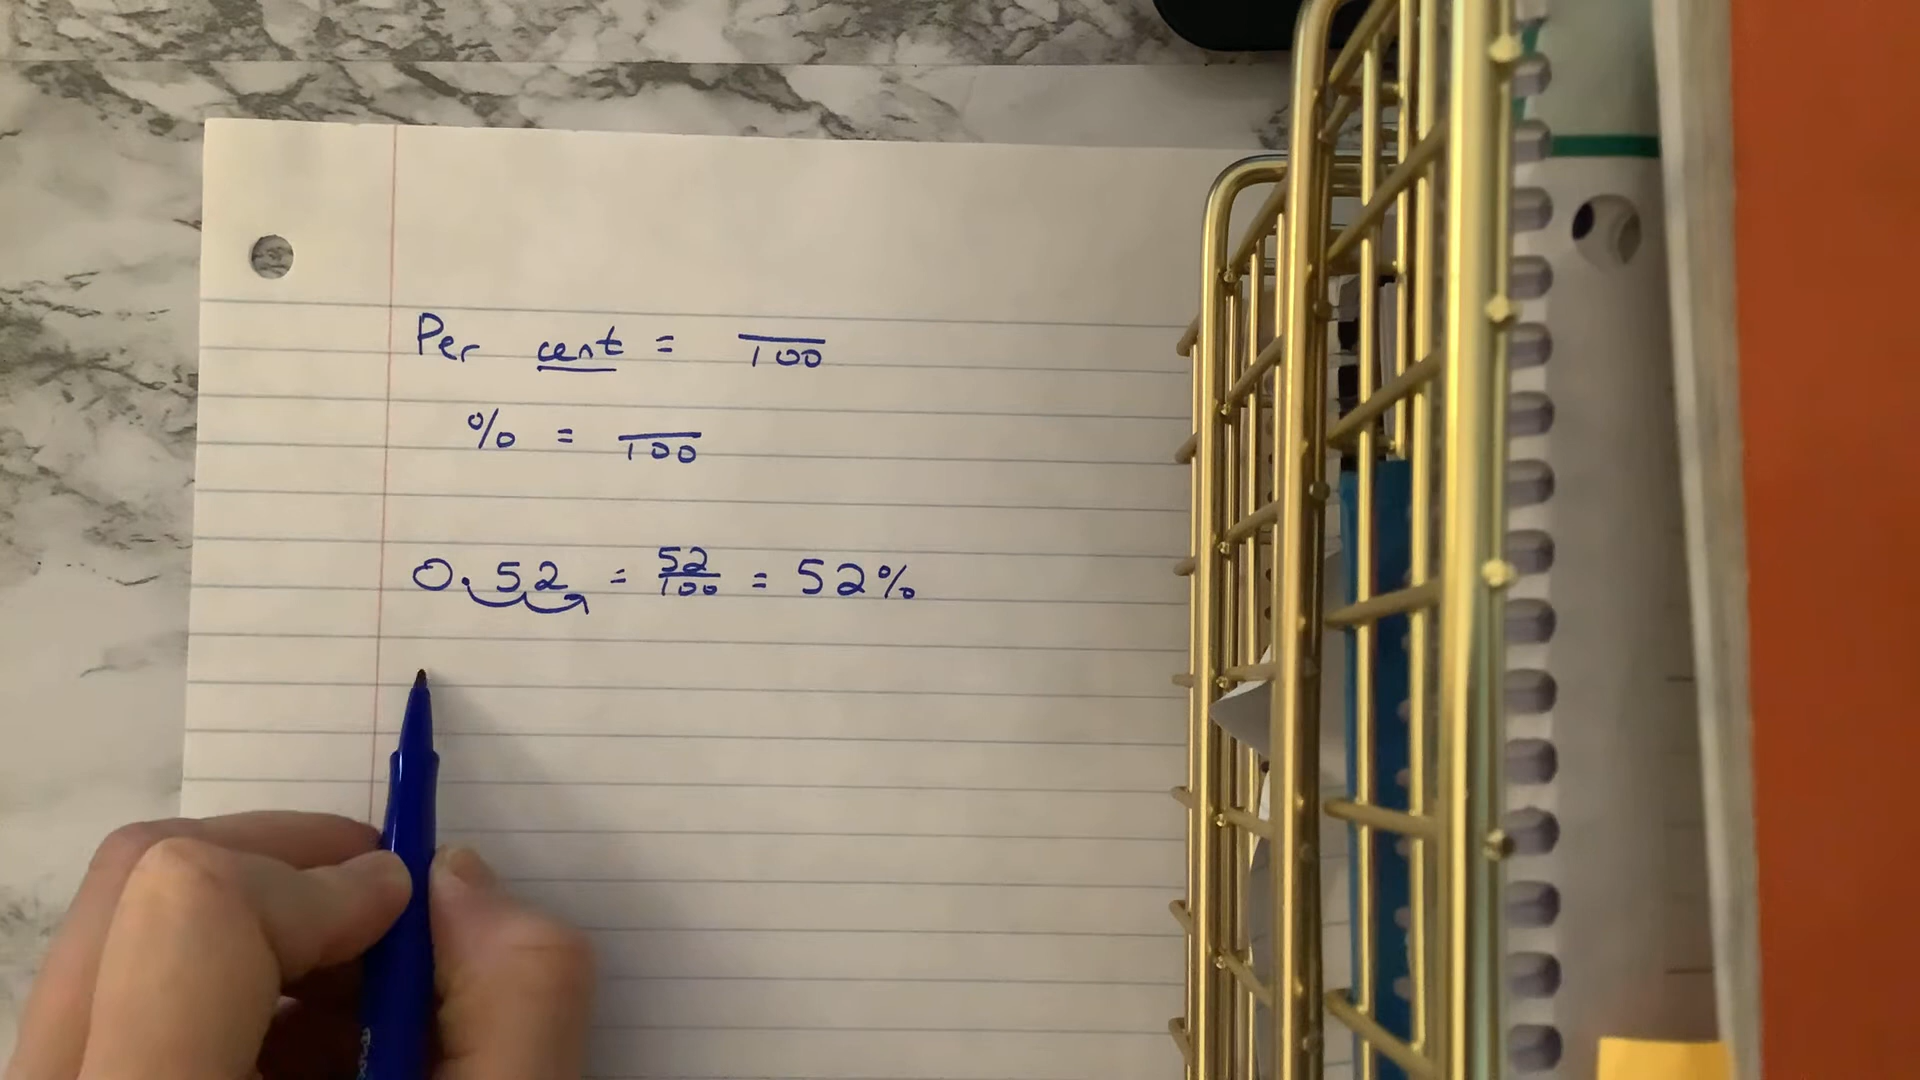 Per cent = /100
% = /100
0.52 = 52/100 = 52%